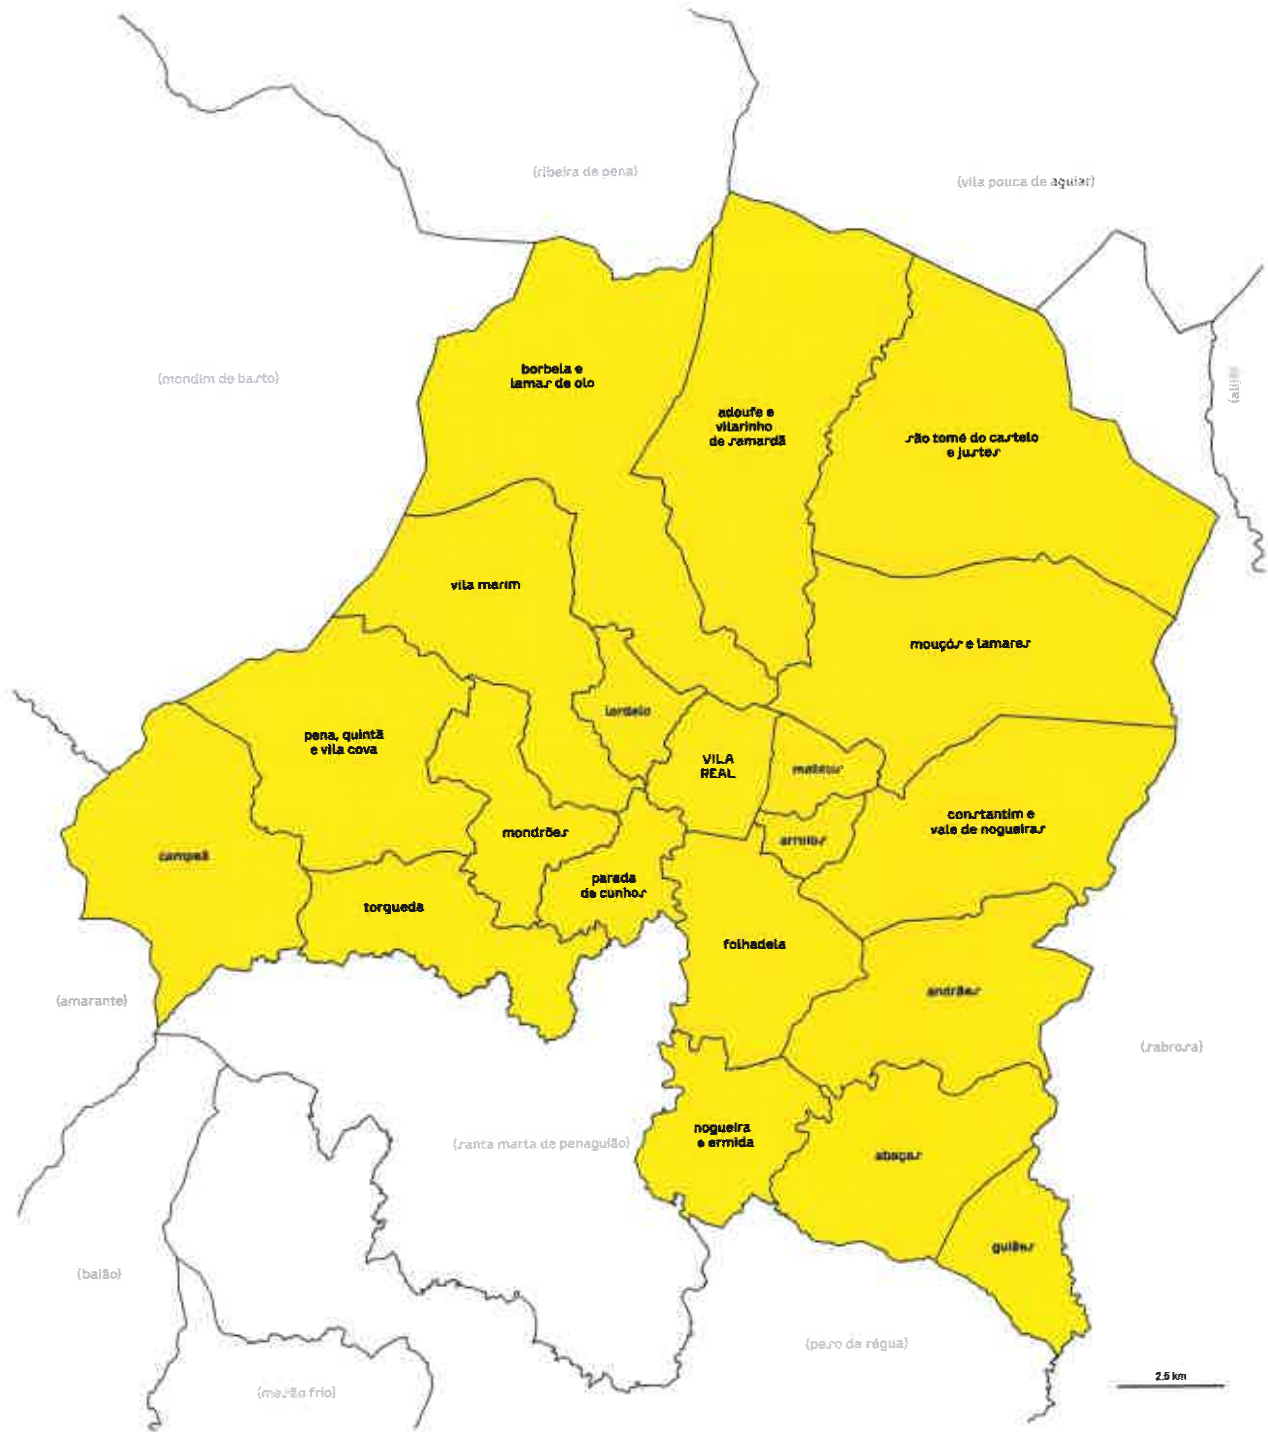 (ribeira de pena)
(vila pouca de aguiar)
(mondim de basto)
(alijó)
borbela e
lamas de olo
adoufe e
vilarinho
de samardã
são tomé do castelo
e justes
vila marim
mouçós e lamares
lordelo
pena, quintã
e vila cova
VILA
REAL
mateus
constantim e
vale de nogueiras
mondrões
arroios
campeã
parada
de cunhos
torgueda
folhadela
andrães
(amarante)
(sabrosa)
nogueira
e ermida
(santa marta de penaguião)
abaças
guiães
(baião)
(peso da régua)
(mesão frio)
2.5 km